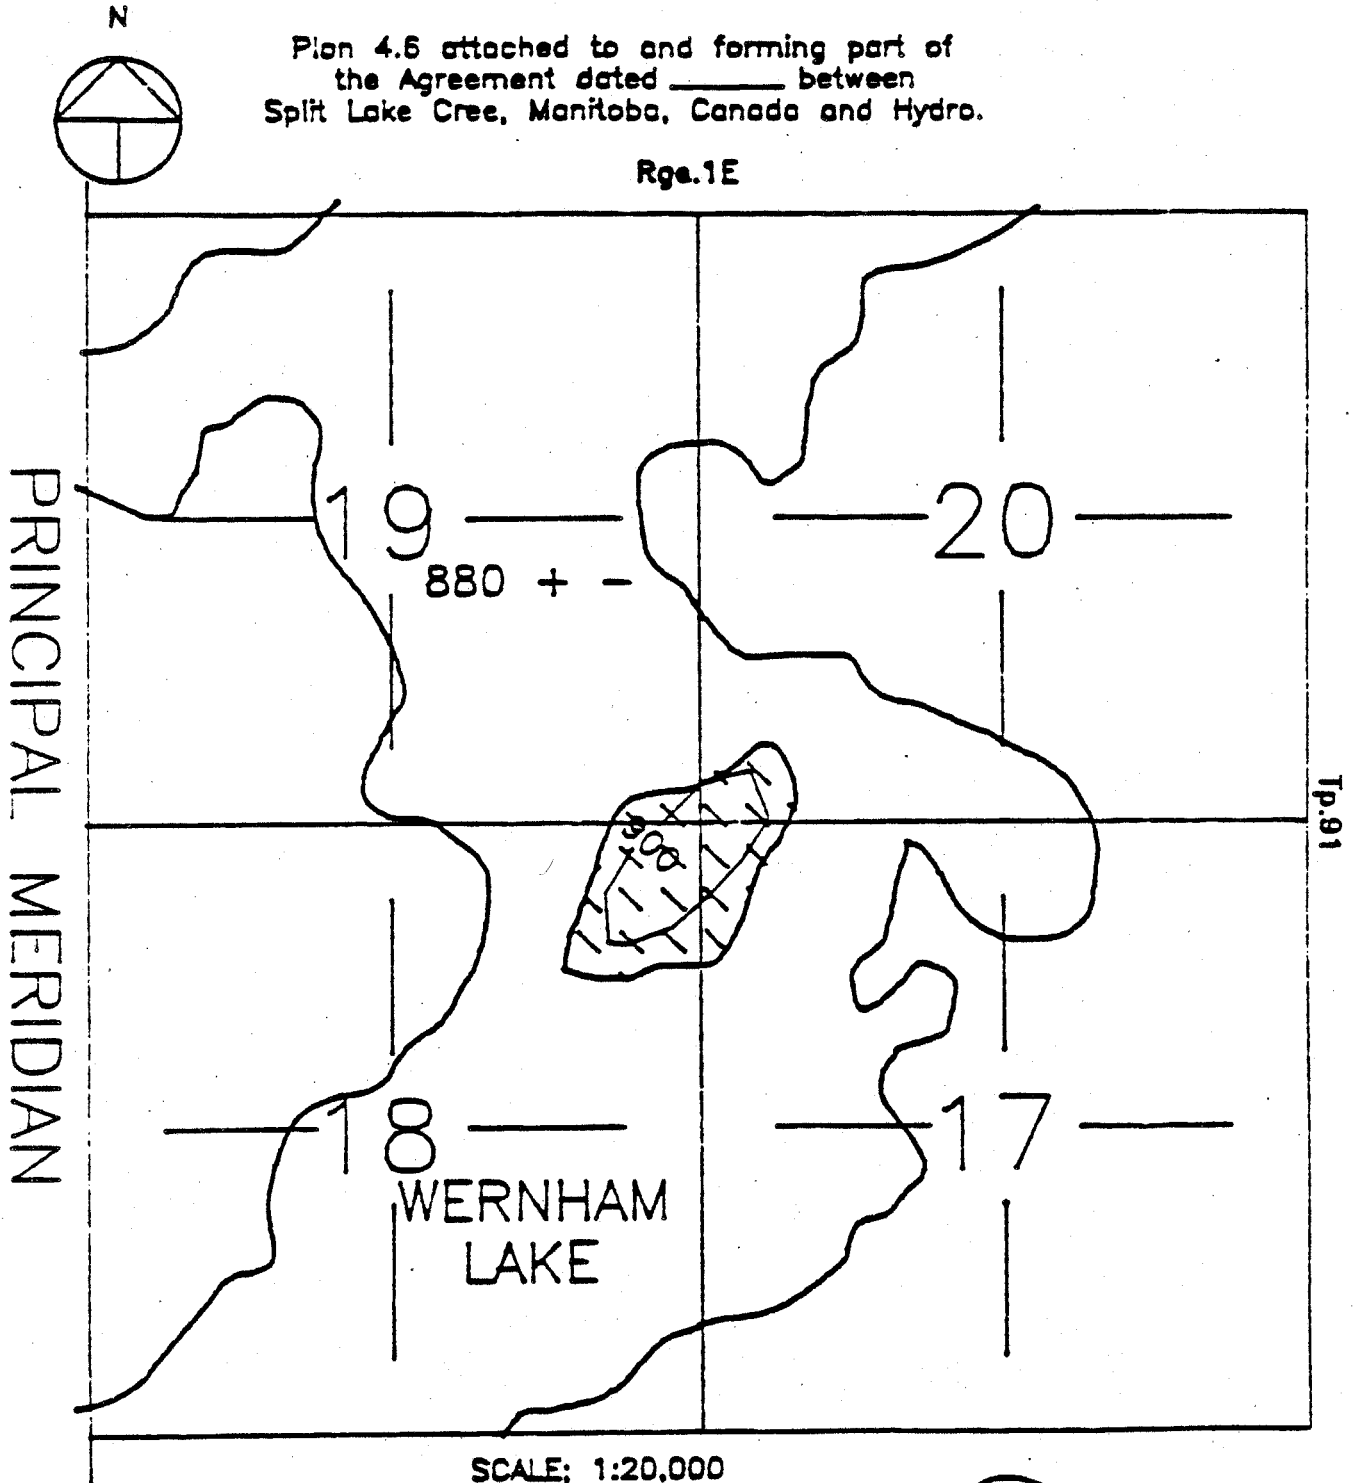 N
Plan 4.6 attached to and forming part of
the Agreement dated ______ between
Split Lake Cree, Manitoba, Canada and Hydro.
Rge.1E
19
20
880 + -
PRINCIPAL MERIDIAN
Tp.91
900
18
17
WERNHAM
LAKE
SCALE: 1:20,000